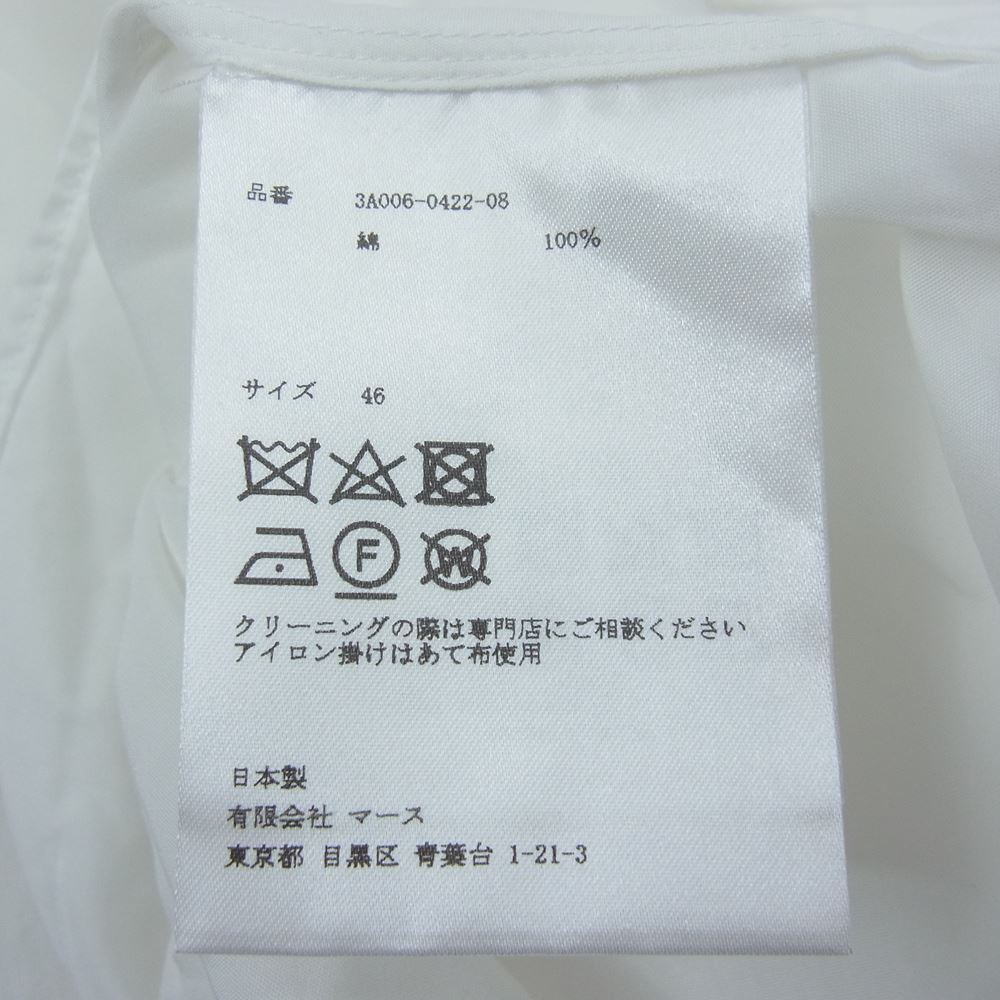 品番 3A006-0422-08
綿 100%
サイズ 46
F W
クリーニングの際は専門店にご相談ください
アイロン掛けはあて布使用
日本製
有限会社 マース
東京都 目黒区 青葉台 1-21-3